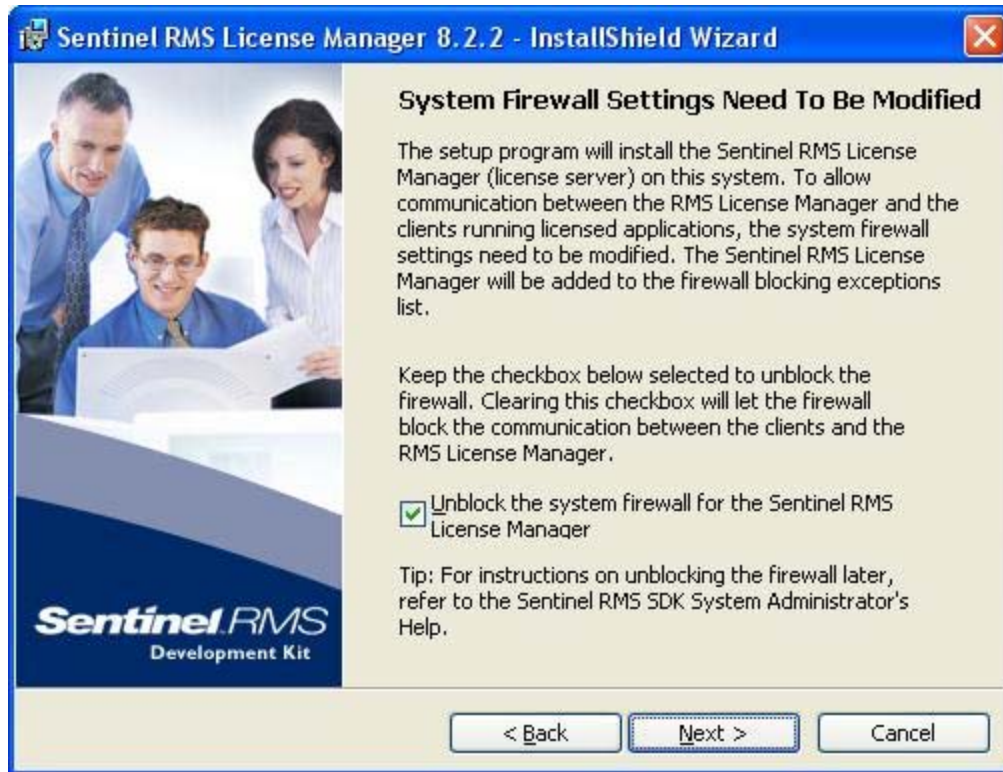 Sentinel RMS License Manager 8.2.2 - InstallShield Wizard
System Firewall Settings Need To Be Modified
The setup program will install the Sentinel RMS License
Manager (license server) on this system. To allow
communication between the RMS License Manager and the
clients running licensed applications, the system firewall
settings need to be modified. The Sentinel RMS License
Manager will be added to the firewall blocking exceptions
list.
Keep the checkbox below selected to unblock the
firewall. Clearing this checkbox will let the firewall
block the communication between the clients and the
RMS License Manager.
Unblock the system firewall for the Sentinel RMS
License Manager
Tip: For instructions on unblocking the firewall later,
refer to the Sentinel RMS SDK System Administrator's
Help.
Sentinel RMS
Development Kit
< Back
Next >
Cancel